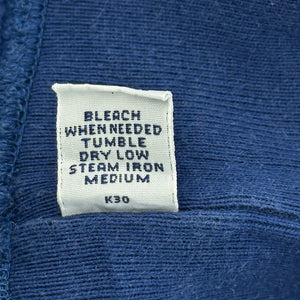 BLEACH
WHEN NEEDED
TUMBLE
DRY LOW
STEAM IRON
MEDIUM
K30